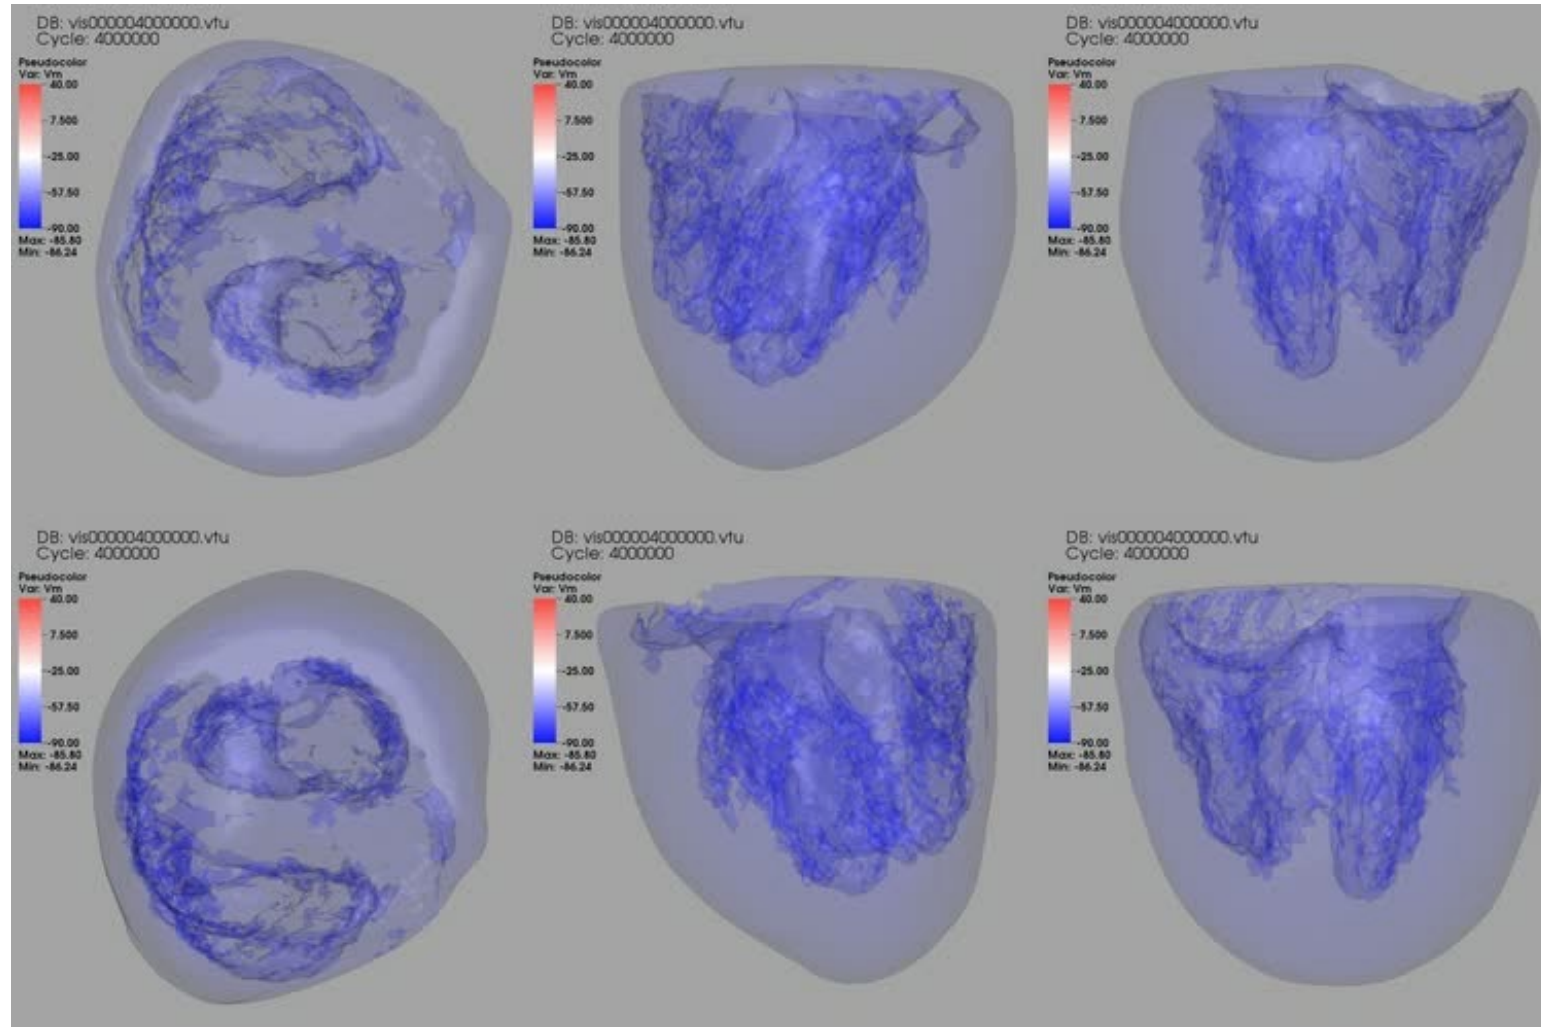 DB: vis000004000000.vtu
Cycle: 4000000
Pseudocolor
Var: Vm
40.00
7.500
-25.00
-57.50
-90.00
Max: -85.80
Min: -86.24
DB: vis000004000000.vtu
Cycle: 4000000
Pseudocolor
Var: Vm
40.00
7.500
-25.00
-57.50
-90.00
Max: -85.80
Min: -86.24
DB: vis000004000000.vtu
Cycle: 4000000
Pseudocolor
Var: Vm
40.00
7.500
-25.00
-57.50
-90.00
Max: -85.80
Min: -86.24
DB: vis000004000000.vtu
Cycle: 4000000
Pseudocolor
Var: Vm
40.00
7.500
-25.00
-57.50
-90.00
Max: -85.80
Min: -86.24
DB: vis000004000000.vtu
Cycle: 4000000
Pseudocolor
Var: Vm
40.00
7.500
-25.00
-57.50
-90.00
Max: -85.80
Min: -86.24
DB: vis000004000000.vtu
Cycle: 4000000
Pseudocolor
Var: Vm
40.00
7.500
-25.00
-57.50
-90.00
Max: -85.80
Min: -86.24